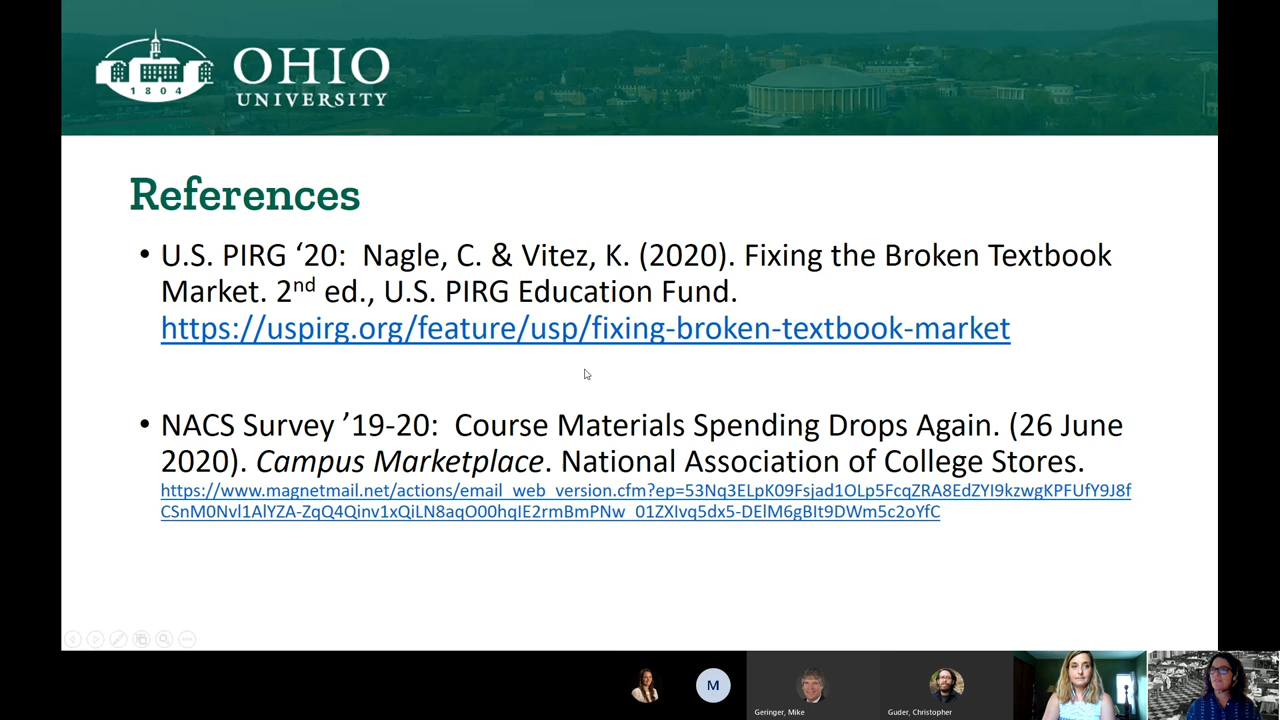 OHIO
UNIVERSITY
1804
References
• U.S. PIRG ‘20:  Nagle, C. & Vitez, K. (2020). Fixing the Broken Textbook
Market. 2nd ed., U.S. PIRG Education Fund.
https://uspirg.org/feature/usp/fixing-broken-textbook-market
• NACS Survey ’19-20:  Course Materials Spending Drops Again. (26 June
2020). Campus Marketplace. National Association of College Stores.
https://www.magnetmail.net/actions/email_web_version.cfm?ep=53Nq3ELpK09Fsjad1OLp5FcqZRA8EdZYI9kzwgKPFUfY9J8f
CSnM0Nvl1AlYZA-ZqQ4Qinv1xQiLN8aqO00hqIE2rmBmPNw_01ZXIvq5dx5-DElM6gBIt9DWm5c2oYfC
M
Geringer, Mike
Guder, Christopher